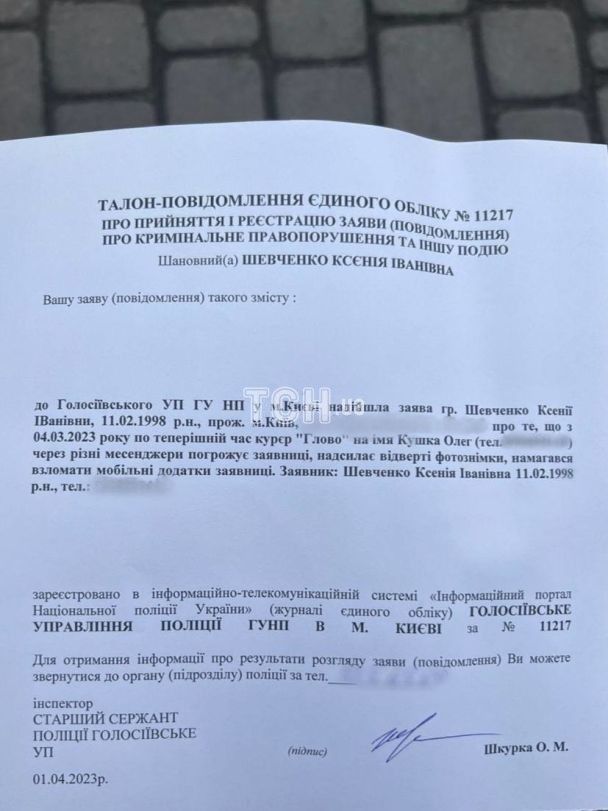 ТАЛОН-ПОВІДОМЛЕННЯ ЄДИНОГО ОБЛІКУ № 11217
ПРО ПРИЙНЯТТЯ І РЕЄСТРАЦІЮ ЗАЯВИ (ПОВІДОМЛЕННЯ)
ПРО КРИМІНАЛЬНЕ ПРАВОПОРУШЕННЯ ТА ІНШУ ПОДІЮ
Шановний(а) ШЕВЧЕНКО КСЄНІЯ ІВАНІВНА
Вашу заяву (повідомлення) такого змісту :
ТСН.ua
до Голосіївського УП ГУ НП у м.Києві надійшла заява гр. Шевченко Ксенії
ІВанівни, 11.02.1998 р.н., прож. м.Київ, про те, що з
04.03.2023 року по теперішній час курєр "Глово" на імя Кушка Олег (тел. )
через різні месенджери погрожує заявниці, надсилає відверті фотознімки, намагався
взломати мобільні додатки заявниці. Заявник: Шевченко Ксенія Іванівна 11.02.1998
р.н., тел.:
зареєстровано в інформаційно-телекомунікаційній системі «Інформаційний портал
Національної поліції України» (журналі єдиного обліку) ГОЛОСІЇВСЬКЕ
УПРАВЛІННЯ ПОЛІЦІЇ ГУНП В М. КИЄВІ за № 11217
Для отримання інформації про результати розгляду заяви (повідомлення) Ви можете
звернутися до органу (підрозділу) поліції за тел.
інспектор
СТАРШИЙ СЕРЖАНТ
ПОЛІЦІЇ ГОЛОСІЇВСЬКЕ
УП (підпис) Шкурка О. М.
01.04.2023р.